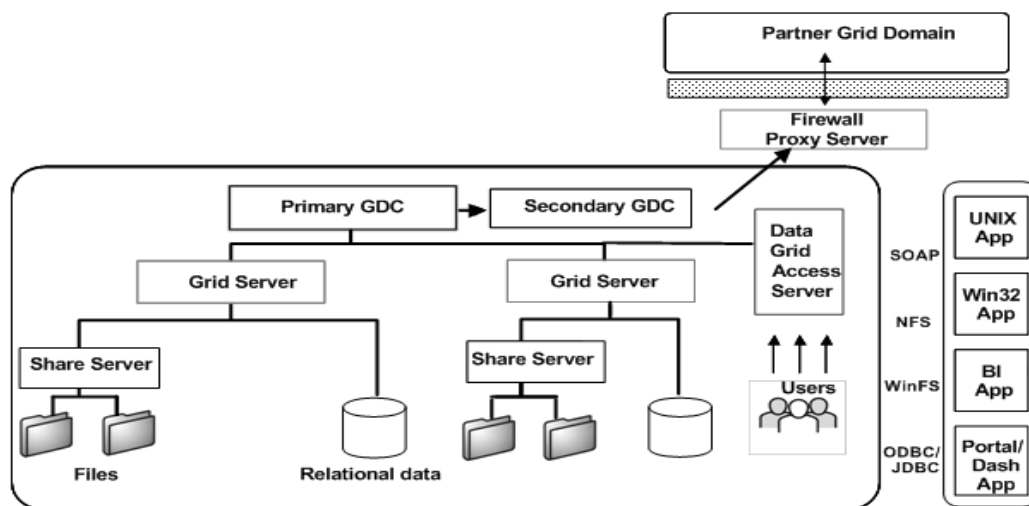 Partner Grid Domain
Firewall
Proxy Server
Primary GDC
Secondary GDC
Data
Grid
Access
Server
Grid Server
Grid Server
Share Server
Share Server
Files
Relational data
Users
SOAP
NFS
WinFS
ODBC/
JDBC
UNIX
App
Win32
App
BI
App
Portal/
Dash
App